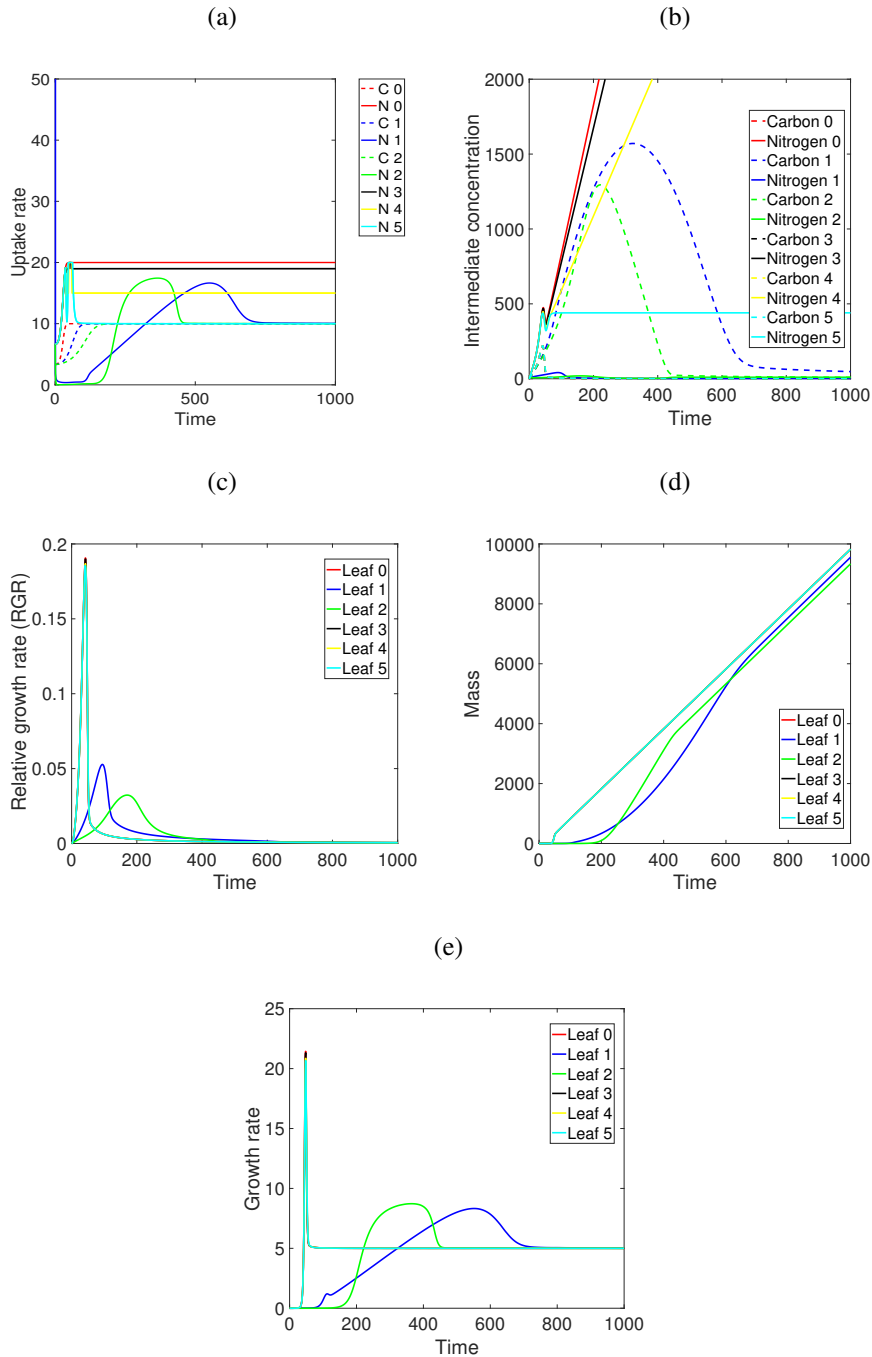 (a)
50
40
30
20
10
0
0
500
1000
Uptake rate
Time
C 0
N 0
C 1
N 1
C 2
N 2
N 3
N 4
N 5
(b)
2000
1500
1000
500
0
0
200
400
600
800
1000
Intermediate concentration
Time
Carbon 0
Nitrogen 0
Carbon 1
Nitrogen 1
Carbon 2
Nitrogen 2
Carbon 3
Nitrogen 3
Carbon 4
Nitrogen 4
Carbon 5
Nitrogen 5
(c)
0.2
0.15
0.1
0.05
0
0
200
400
600
800
1000
Relative growth rate (RGR)
Time
Leaf 0
Leaf 1
Leaf 2
Leaf 3
Leaf 4
Leaf 5
(d)
10000
8000
6000
4000
2000
0
0
200
400
600
800
1000
Mass
Time
Leaf 0
Leaf 1
Leaf 2
Leaf 3
Leaf 4
Leaf 5
(e)
25
20
15
10
5
0
0
200
400
600
800
1000
Growth rate
Time
Leaf 0
Leaf 1
Leaf 2
Leaf 3
Leaf 4
Leaf 5